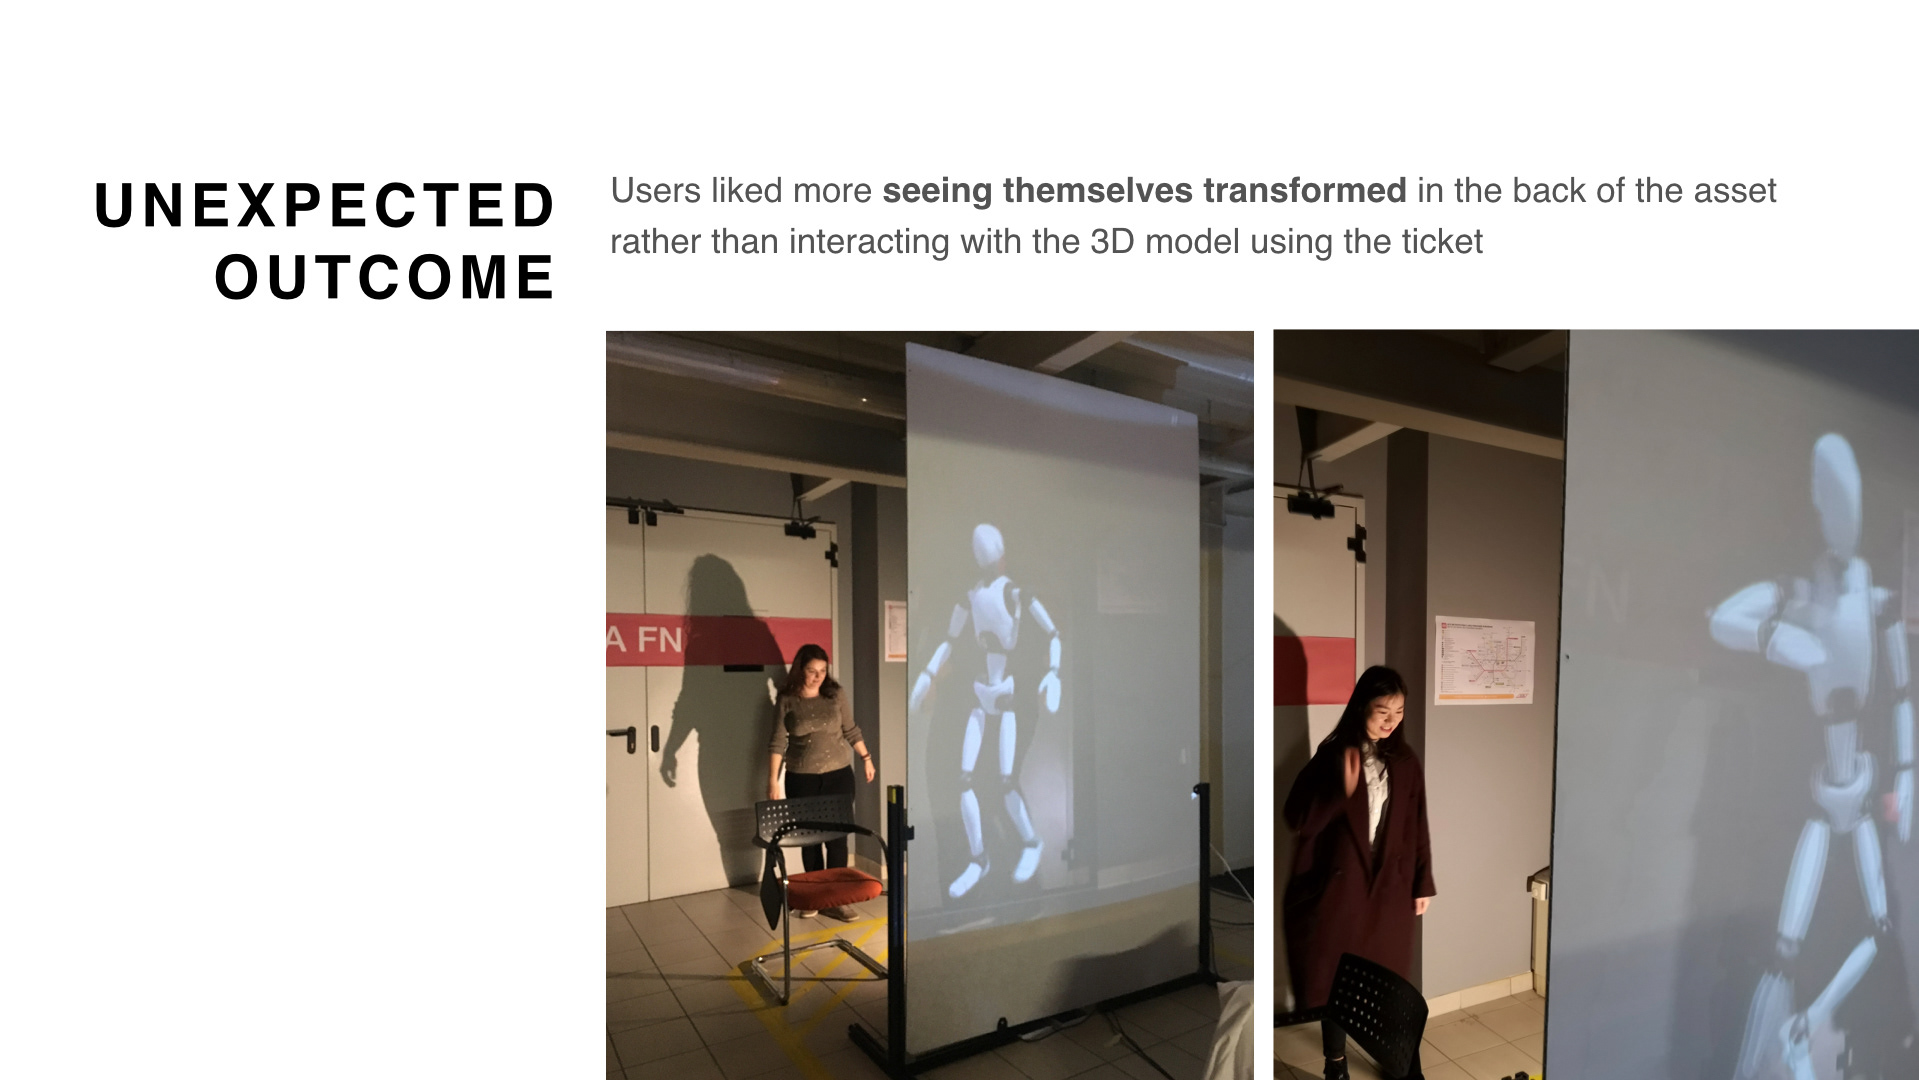 UNEXPECTED
OUTCOME
Users liked more seeing themselves transformed in the back of the asset
rather than interacting with the 3D model using the ticket
A FN